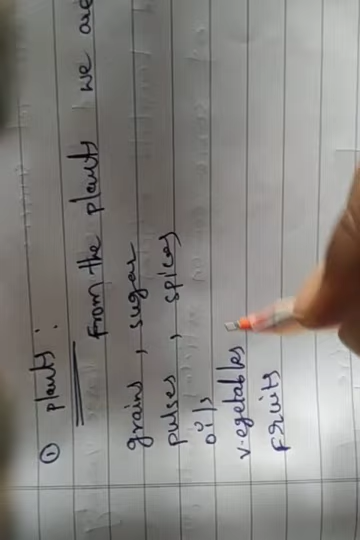 ① plants:
From the plants we are
grains, sugar
pulses, spices
oils
vegetables
Fruits